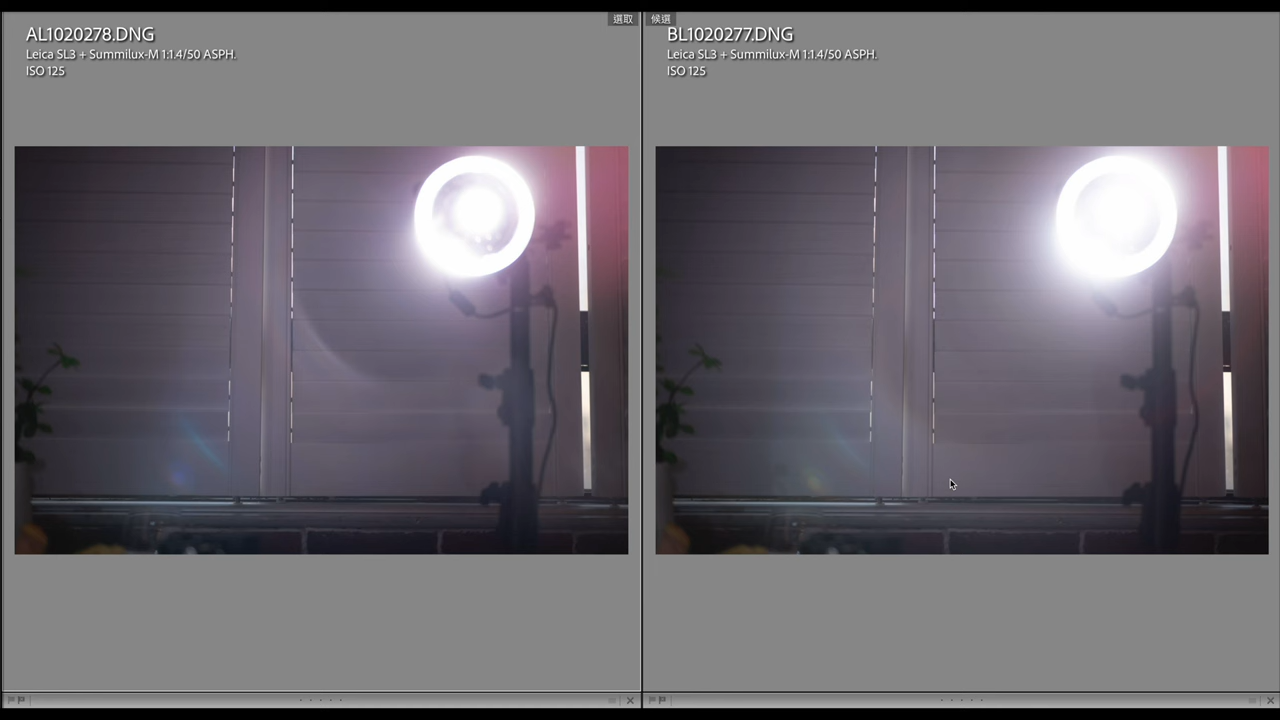 選取
AL1020278.DNG
Leica SL3 + Summilux-M 1:1.4/50 ASPH.
ISO 125
候選
BL1020277.DNG
Leica SL3 + Summilux-M 1:1.4/50 ASPH.
ISO 125